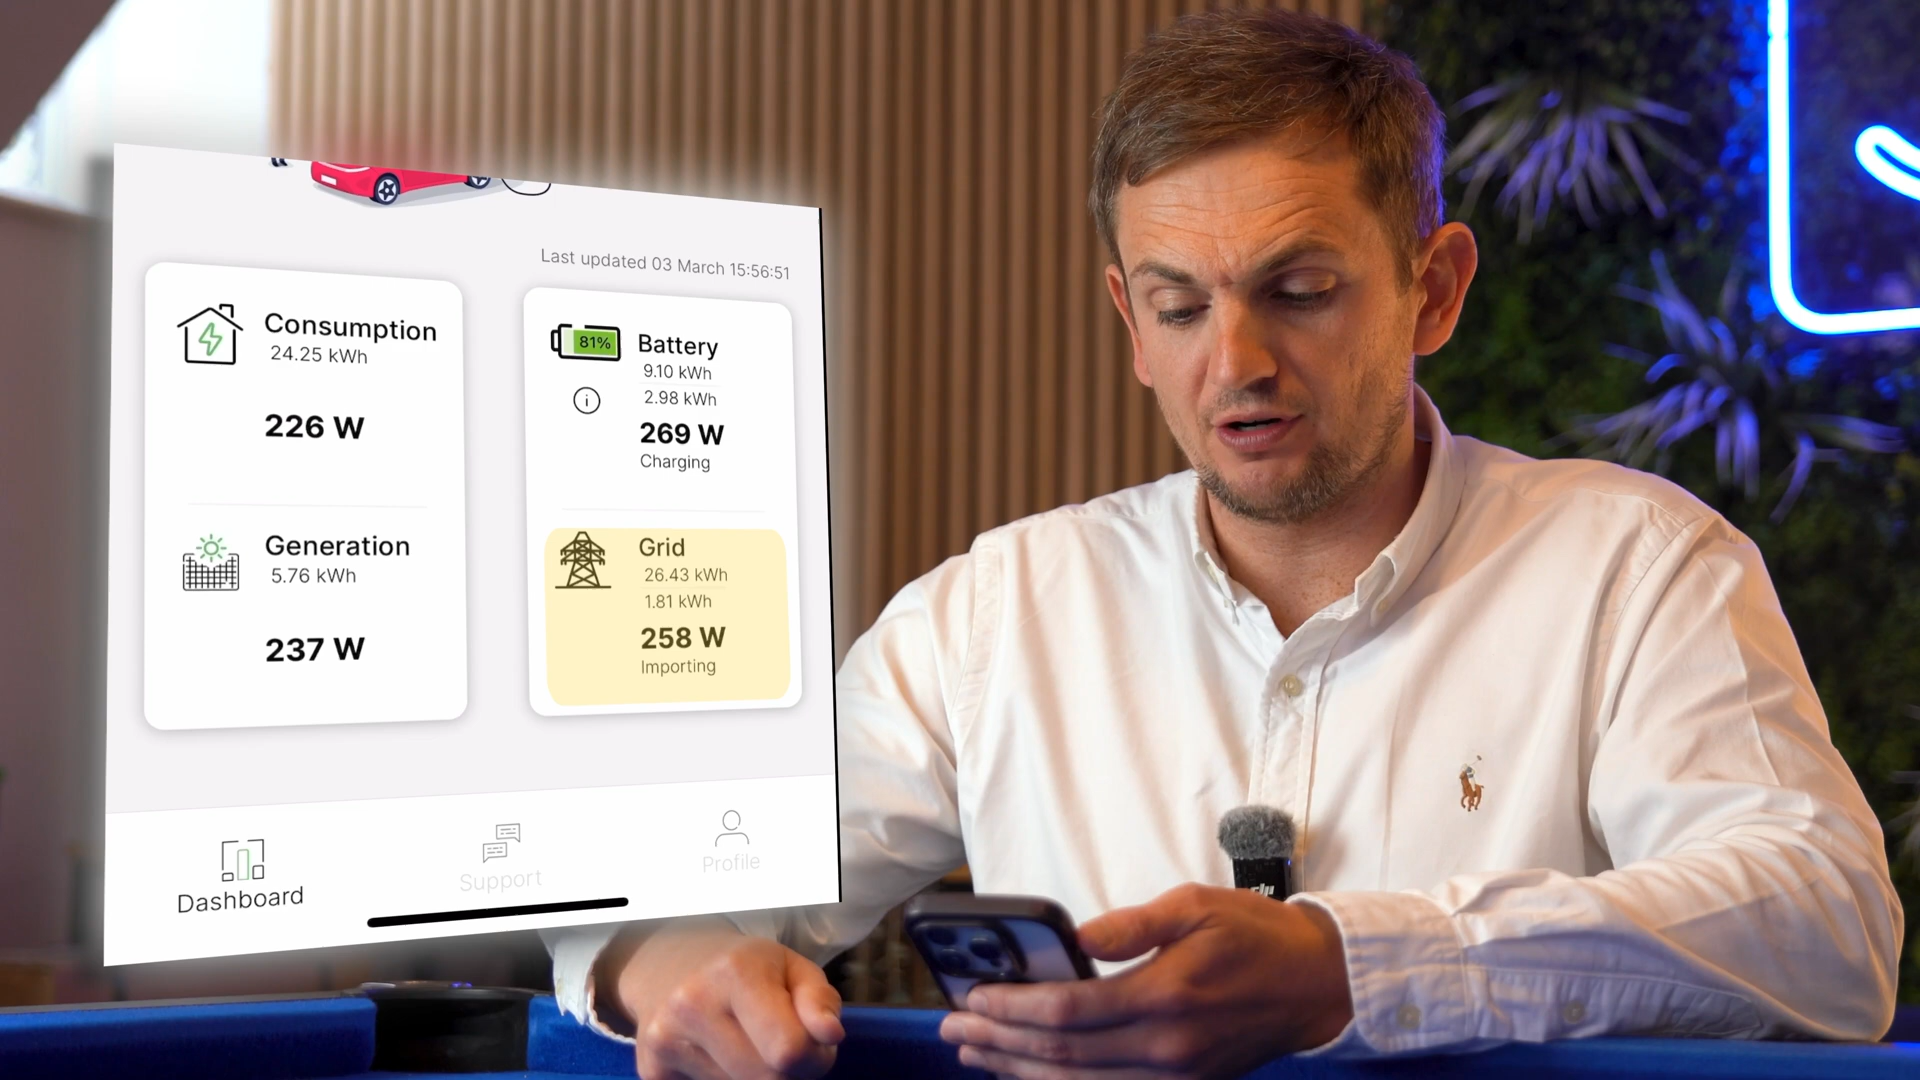 Last updated 03 March 15:56:51
Consumption
24.25 kWh
226 W
Generation
5.76 kWh
237 W
81%
Battery
9.10 kWh
2.98 kWh
269 W
Charging
Grid
26.43 kWh
1.81 kWh
258 W
Importing
Dashboard
Support
Profile
dji